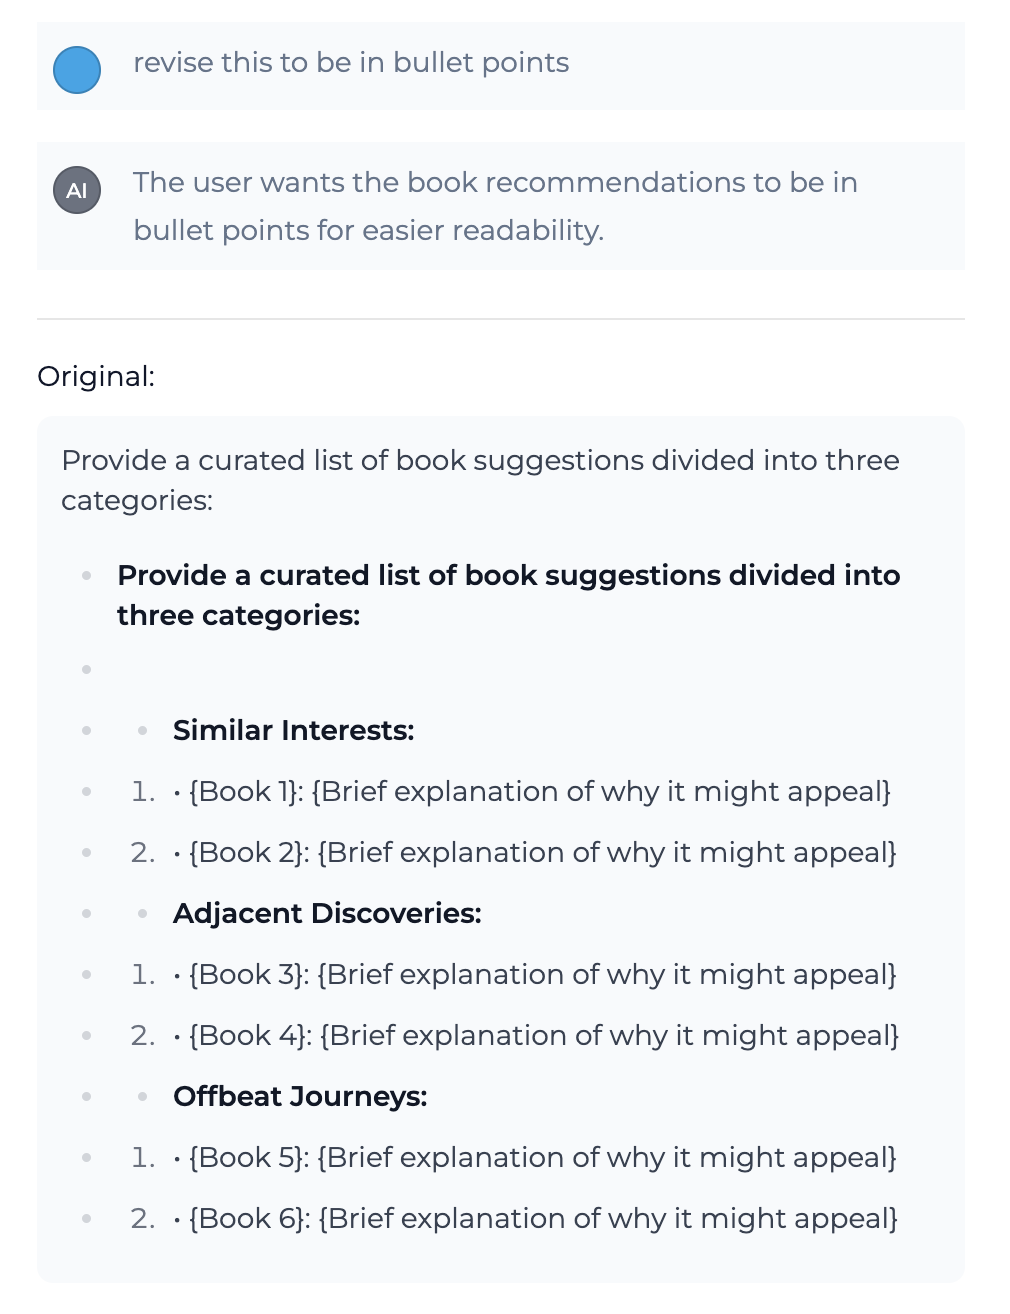 revise this to be in bullet points
AI
The user wants the book recommendations to be in
bullet points for easier readability.
Original:
Provide a curated list of book suggestions divided into three
categories:
• Provide a curated list of book suggestions divided into
three categories:
•
• • Similar Interests:
• 1. • {Book 1}: {Brief explanation of why it might appeal}
• 2. • {Book 2}: {Brief explanation of why it might appeal}
• • Adjacent Discoveries:
• 1. • {Book 3}: {Brief explanation of why it might appeal}
• 2. • {Book 4}: {Brief explanation of why it might appeal}
• • Offbeat Journeys:
• 1. • {Book 5}: {Brief explanation of why it might appeal}
• 2. • {Book 6}: {Brief explanation of why it might appeal}